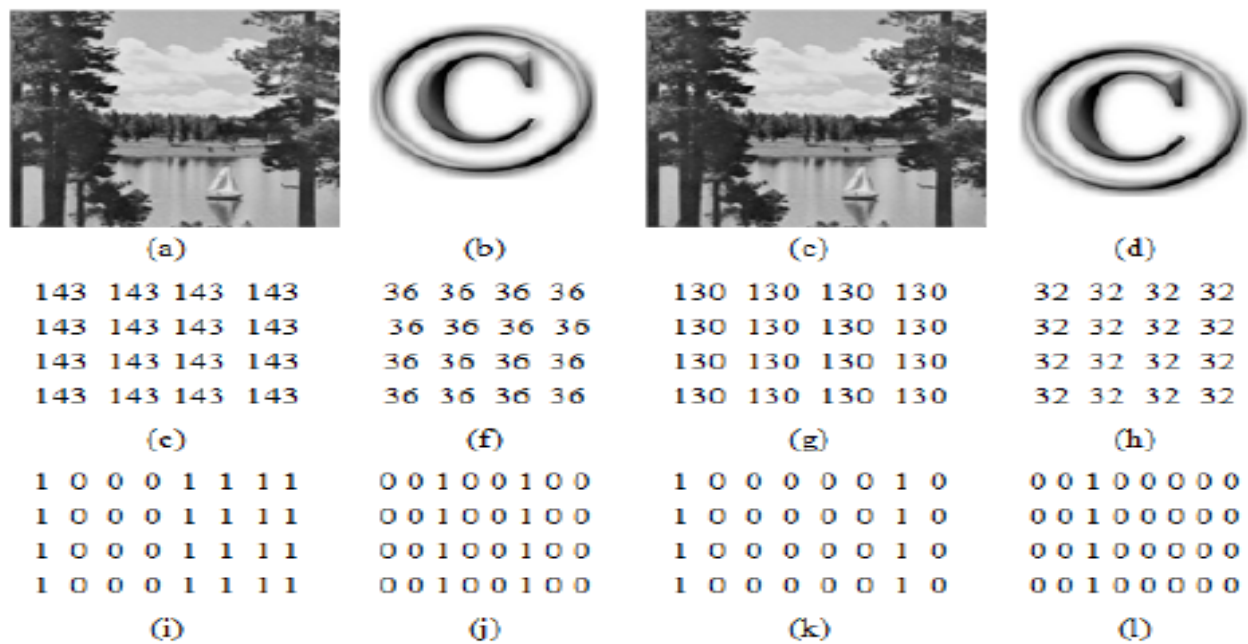 C C
(a) (b) (c) (d)
143 143 143 143 36 36 36 36 130 130 130 130 32 32 32 32
143 143 143 143 36 36 36 36 130 130 130 130 32 32 32 32
143 143 143 143 36 36 36 36 130 130 130 130 32 32 32 32
143 143 143 143 36 36 36 36 130 130 130 130 32 32 32 32
(e) (f) (g) (h)
1 0 0 0 1 1 1 1 0 0 1 0 0 1 0 0 1 0 0 0 0 0 1 0 0 0 1 0 0 0 0 0
1 0 0 0 1 1 1 1 0 0 1 0 0 1 0 0 1 0 0 0 0 0 1 0 0 0 1 0 0 0 0 0
1 0 0 0 1 1 1 1 0 0 1 0 0 1 0 0 1 0 0 0 0 0 1 0 0 0 1 0 0 0 0 0
1 0 0 0 1 1 1 1 0 0 1 0 0 1 0 0 1 0 0 0 0 0 1 0 0 0 1 0 0 0 0 0
(i) (j) (k) (l)